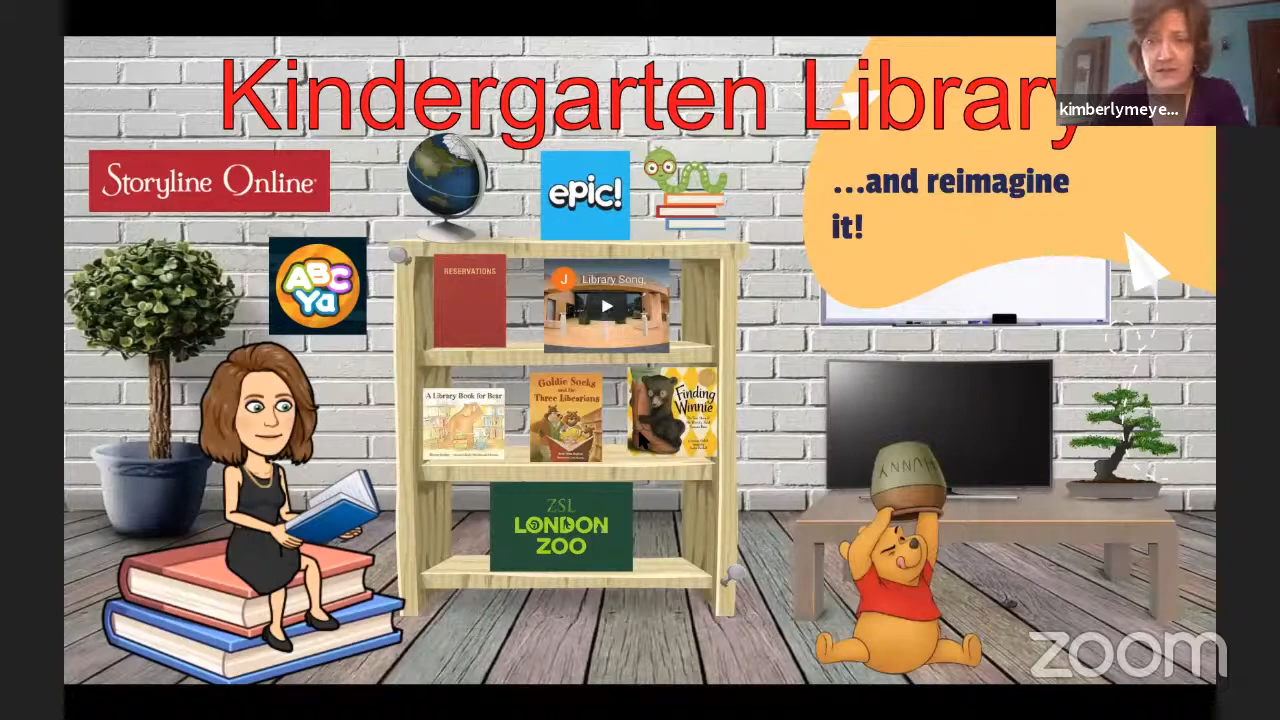 Kindergarten Library
kimberlymeye...
Storyline Online
epic!
...and reimagine
it!
ABC
Ya
RESERVATIONS
J
Library Song.
A Library Book for Bear
Goldie Socks
and the
Three Libearians
Finding
Winnie
HUNNY
ZSL
LONDON
ZOO
zoom